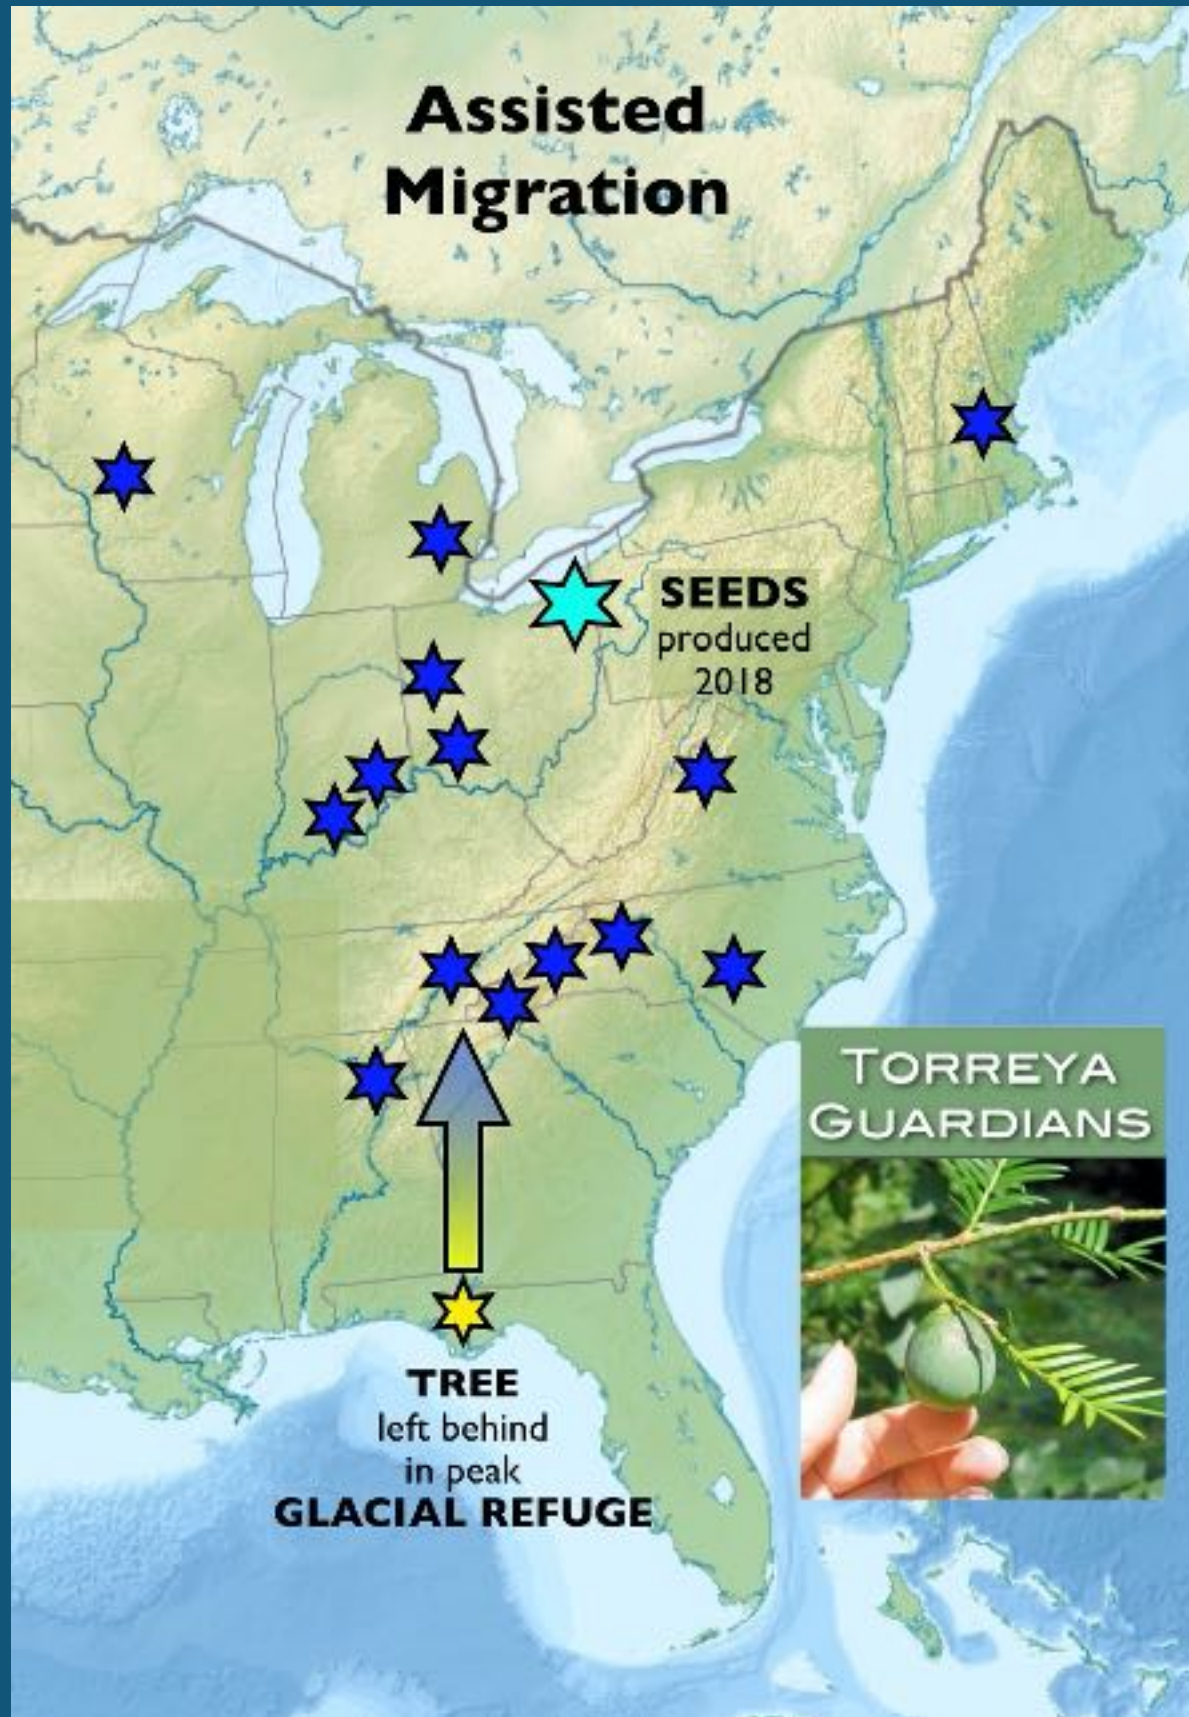 Assisted
Migration
SEEDS
produced
2018
TREE
left behind
in peak
GLACIAL REFUGE
TORREYA
GUARDIANS